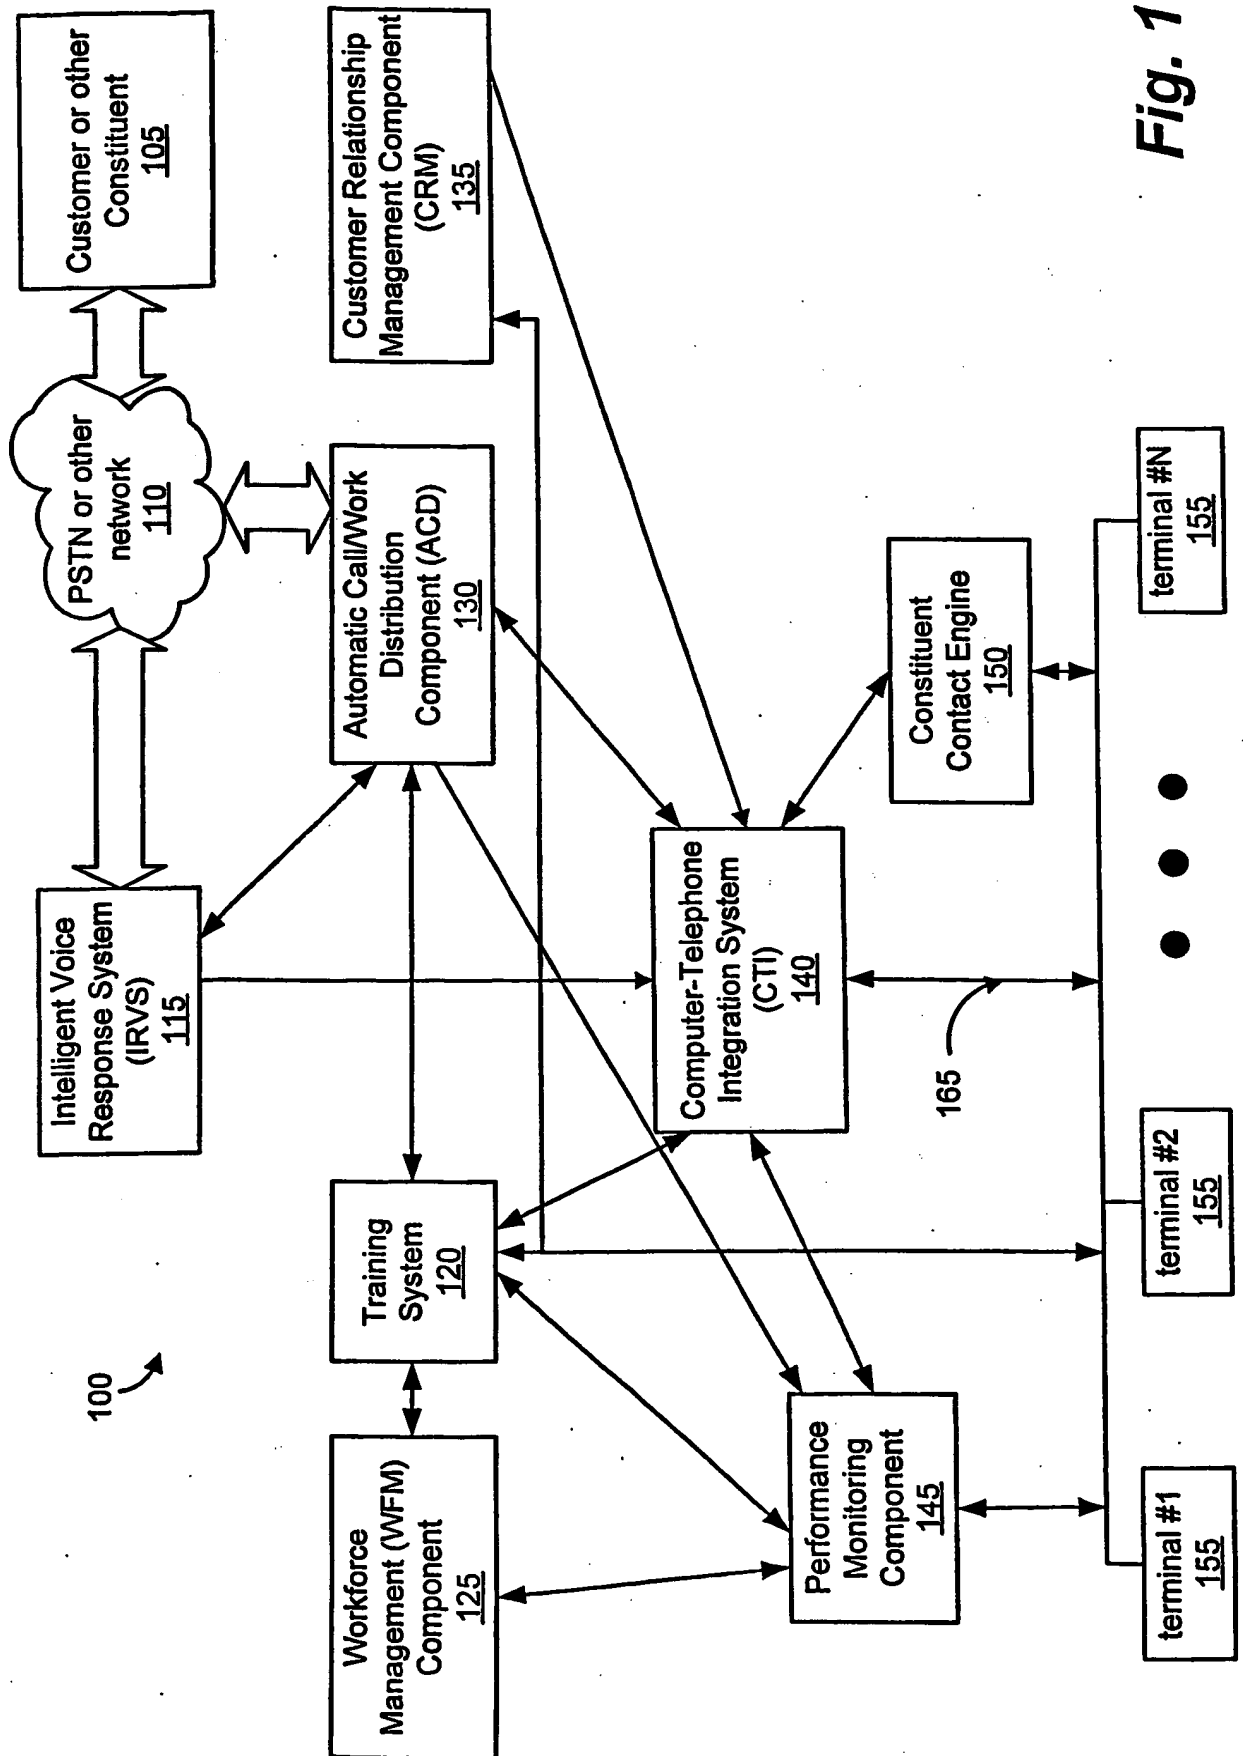 100
Intelligent Voice
Response System
(IRVS)
115
PSTN or other
network
110
Customer or other
Constituent
105
Workforce
Management (WFM)
Component
125
Training
System
120
Automatic Call/Work
Distribution
Component (ACD)
130
Customer Relationship
Management Component
(CRM)
135
Computer-Telephone
Integration System
(CTI)
140
Performance
Monitoring
Component
145
Constituent
Contact Engine
150
165
terminal #1
155
terminal #2
155
terminal #N
155
Fig. 1